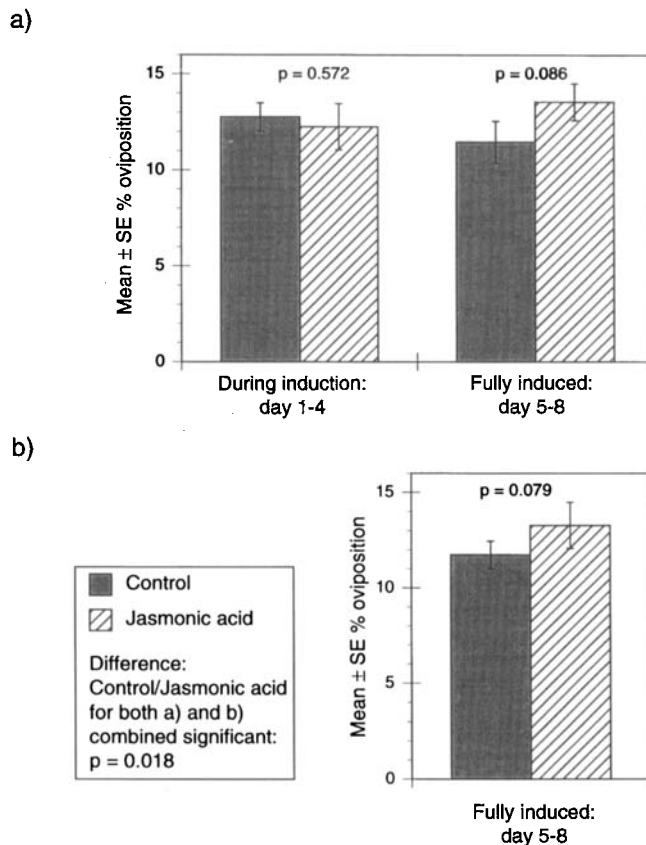 a)
15
10
5
0
Mean ± SE % oviposition
p = 0.572
p = 0.086
During induction:
day 1-4
Fully induced:
day 5-8
b)
Control
Jasmonic acid
Difference:
Control/Jasmonic acid
for both a) and b)
combined significant:
p = 0.018
15
10
5
0
Mean ± SE % oviposition
p = 0.079
Fully induced:
day 5-8